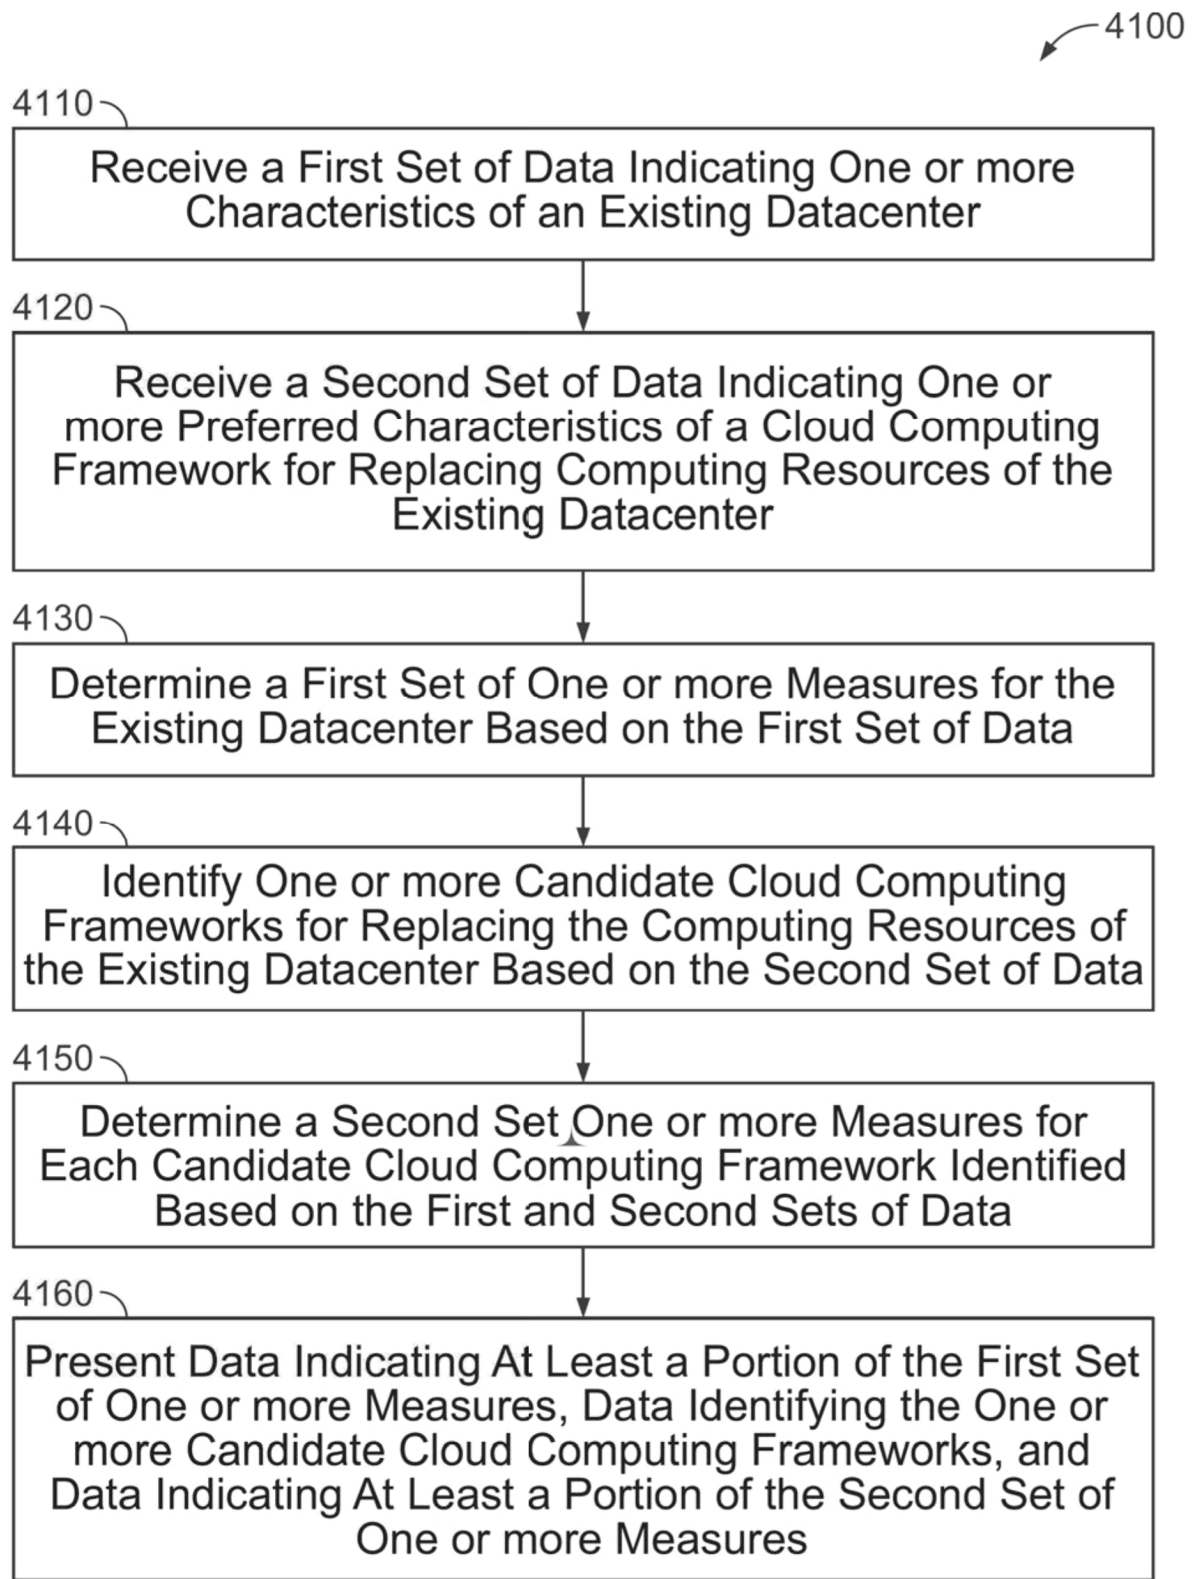 4100
4110
Receive a First Set of Data Indicating One or more
Characteristics of an Existing Datacenter
4120
Receive a Second Set of Data Indicating One or
more Preferred Characteristics of a Cloud Computing
Framework for Replacing Computing Resources of the
Existing Datacenter
4130
Determine a First Set of One or more Measures for the
Existing Datacenter Based on the First Set of Data
4140
Identify One or more Candidate Cloud Computing
Frameworks for Replacing the Computing Resources of
the Existing Datacenter Based on the Second Set of Data
4150
Determine a Second Set One or more Measures for
Each Candidate Cloud Computing Framework Identified
Based on the First and Second Sets of Data
4160
Present Data Indicating At Least a Portion of the First Set
of One or more Measures, Data Identifying the One or
more Candidate Cloud Computing Frameworks, and
Data Indicating At Least a Portion of the Second Set of
One or more Measures